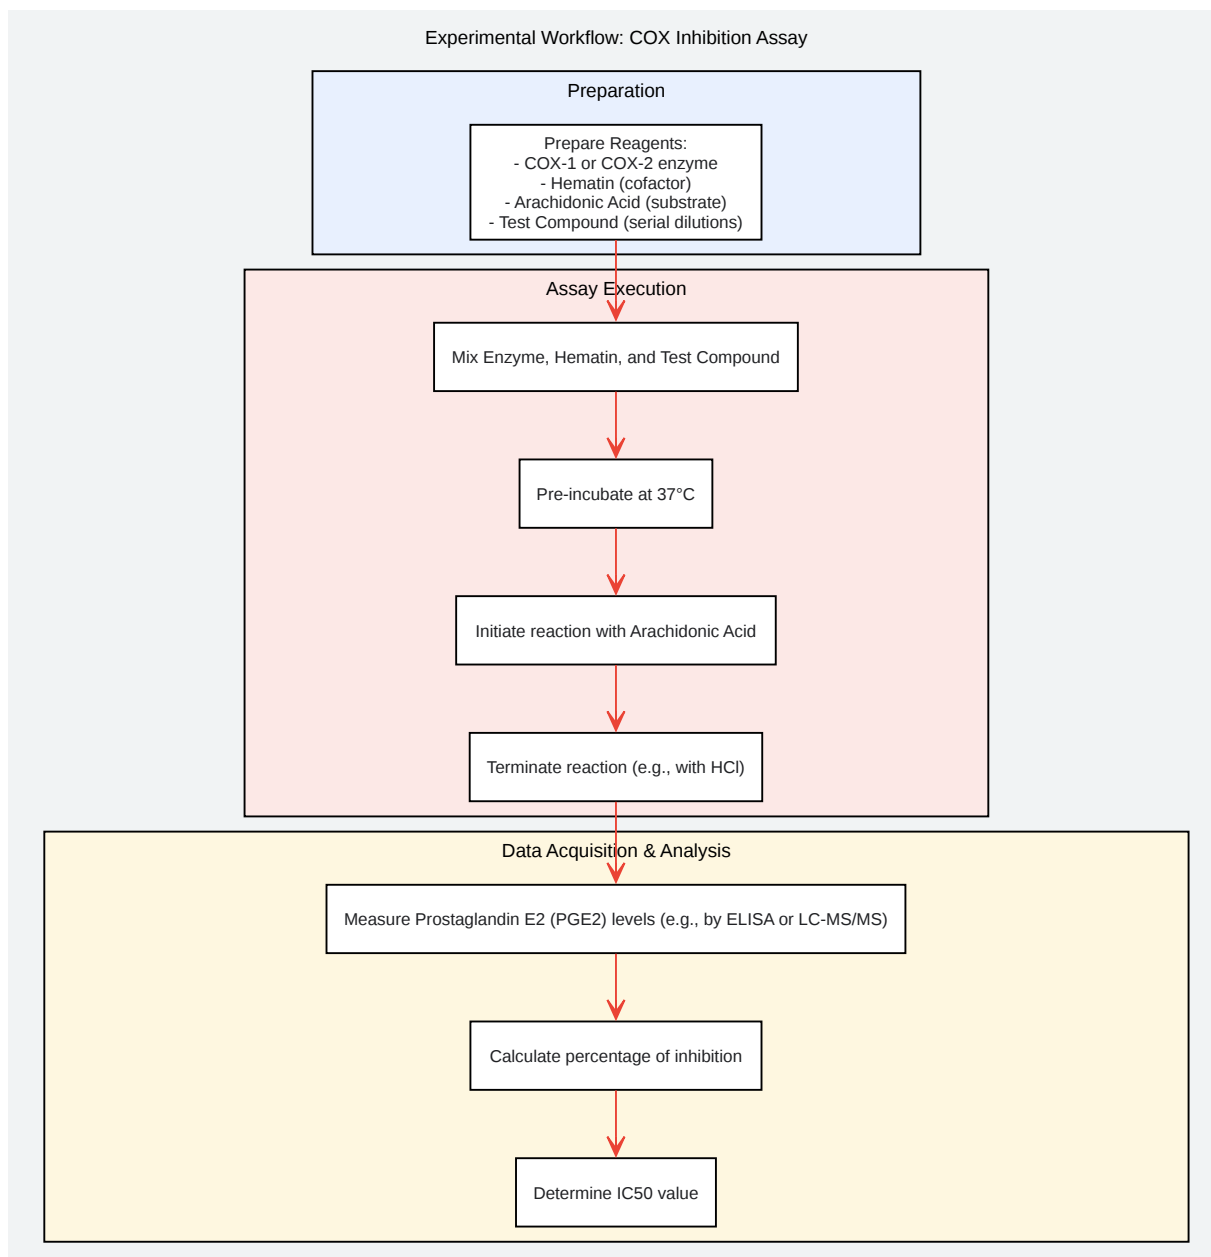 Experimental Workflow: COX Inhibition Assay
Preparation
Prepare Reagents:
- COX-1 or COX-2 enzyme
- Hematin (cofactor)
- Arachidonic Acid (substrate)
- Test Compound (serial dilutions)
Assay Execution
Mix Enzyme, Hematin, and Test Compound
Pre-incubate at 37°C
Initiate reaction with Arachidonic Acid
Terminate reaction (e.g., with HCl)
Data Acquisition & Analysis
Measure Prostaglandin E2 (PGE2) levels (e.g., by ELISA or LC-MS/MS)
Calculate percentage of inhibition
Determine IC50 value